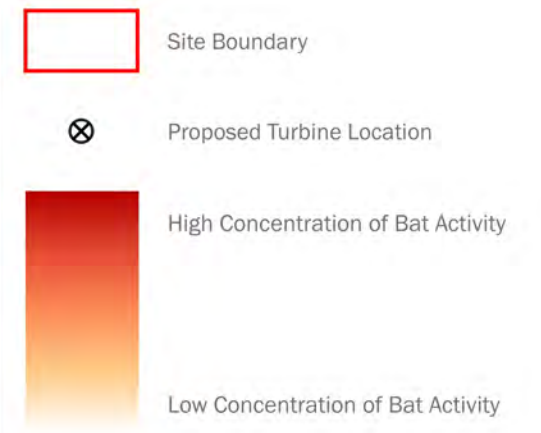 Site Boundary
Proposed Turbine Location
High Concentration of Bat Activity
Low Concentration of Bat Activity